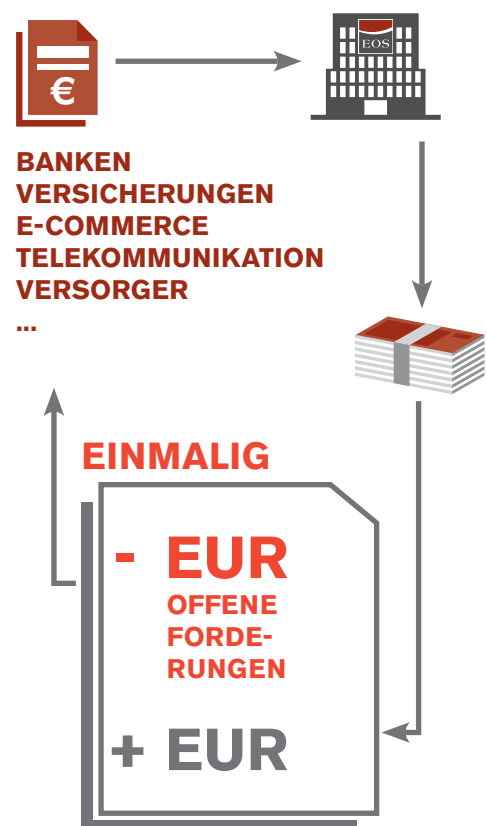 €
EOS
BANKEN
VERSICHERUNGEN
E-COMMERCE
TELEKOMMUNIKATION
VERSORGER
...
EINMALIG
- EUR
OFFENE
FORDE-
RUNGEN
+ EUR